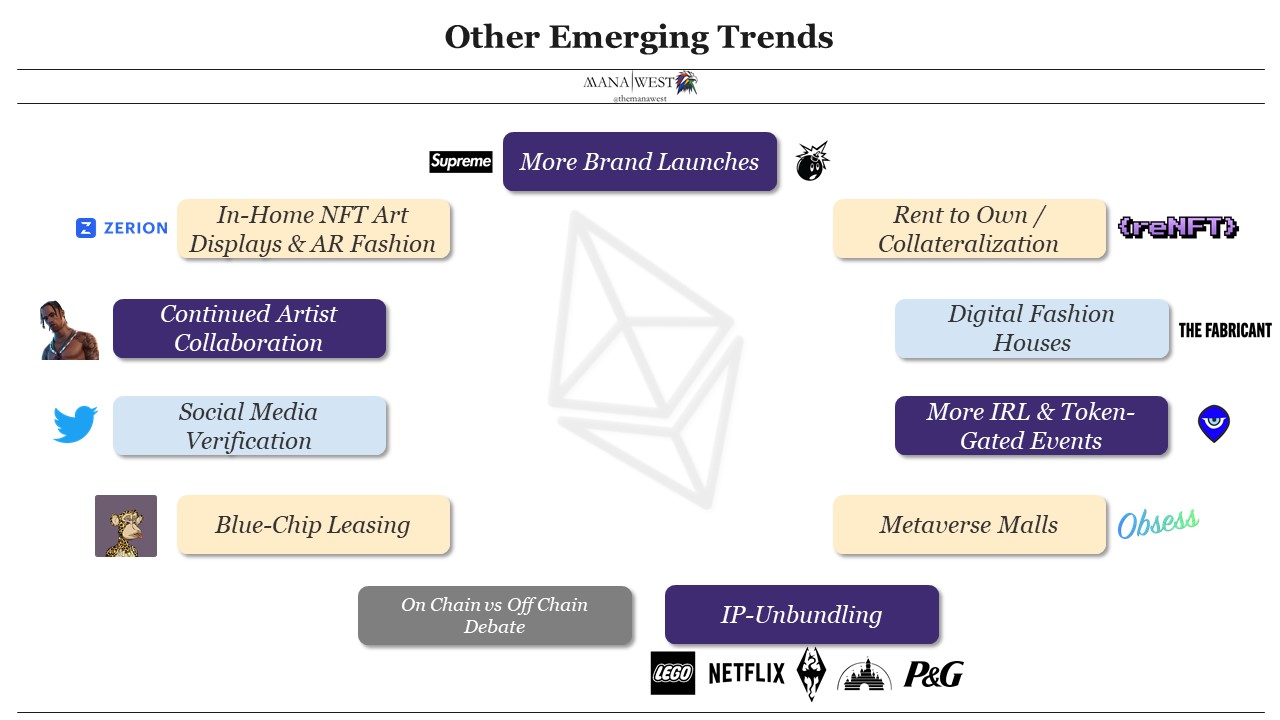 Other Emerging Trends
MANA WEST
@themanawest
Supreme
More Brand Launches
ZERION
In-Home NFT Art
Displays & AR Fashion
Rent to Own /
Collateralization
{reNFT}
Continued Artist
Collaboration
Digital Fashion
Houses
THE FABRICANT
Social Media
Verification
More IRL & Token-
Gated Events
Blue-Chip Leasing
Metaverse Malls
Obsess
On Chain vs Off Chain
Debate
IP-Unbundling
LEGO
NETFLIX
P&G